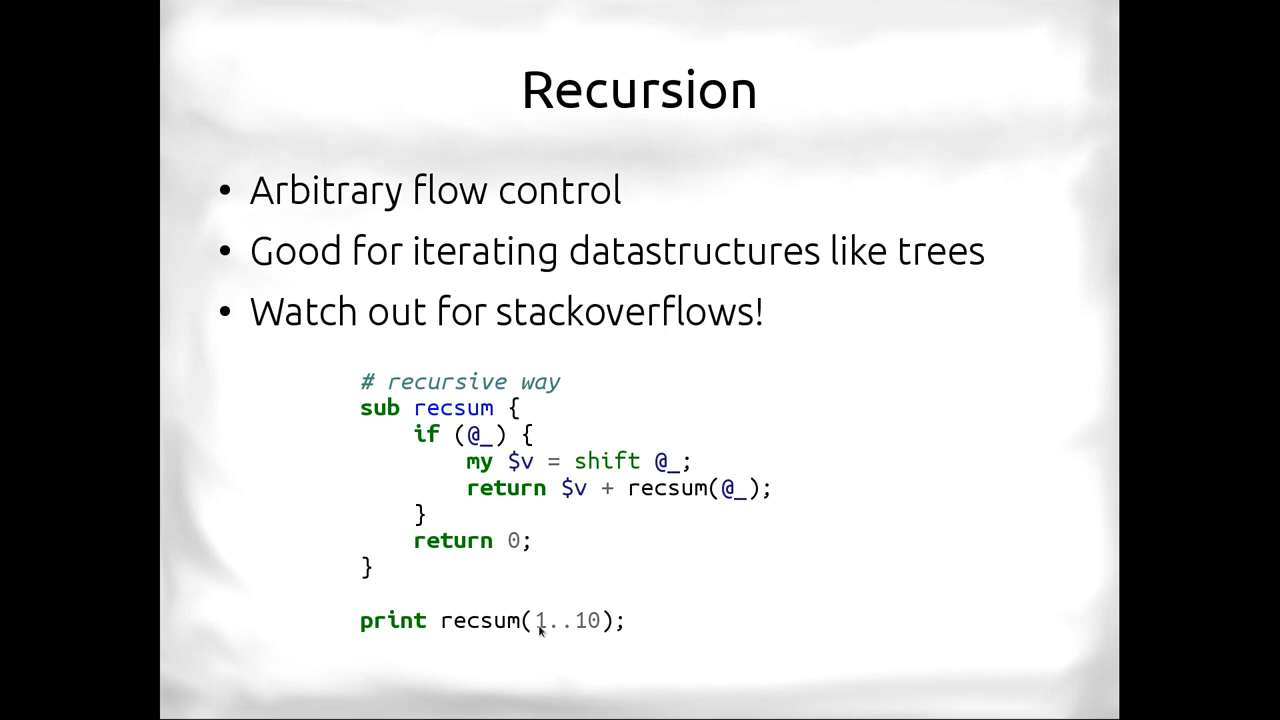 Recursion
• Arbitrary flow control
• Good for iterating datastructures like trees
• Watch out for stackoverflows!
# recursive way
sub recsum {
    if (@_) {
        my $v = shift @_;
        return $v + recsum(@_);
    }
    return 0;
}
print recsum(1..10);